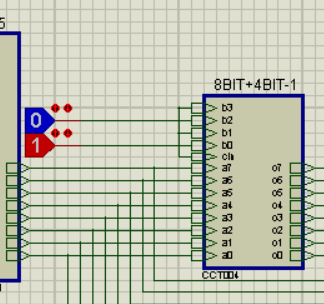 5
8BIT+4BIT-1
0
1
b3
b2
b1
b0
cin
a7 o7
a6 o6
a5 o5
a4 o4
a3 o3
a2 o2
a1 o1
a0 o0
CCT004